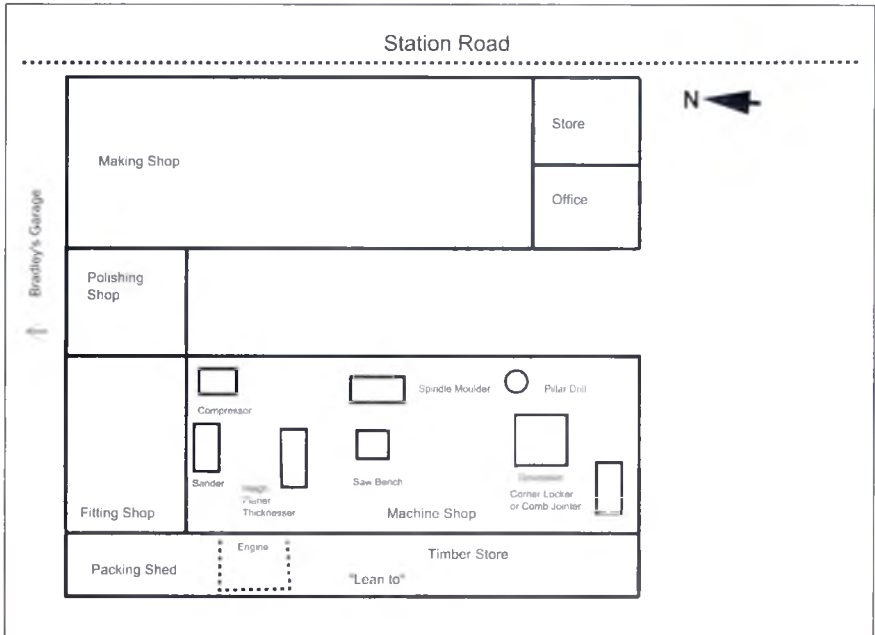 Station Road
N
Store
Making Shop
Office
Bradley's Garage
Polishing
Shop
Spindle Moulder
Pillar Drill
Compressor
Sander
Saw Bench
Planer
Thicknesser
Corner Locker
or Comb Jointer
Fitting Shop
Machine Shop
Engine
Timber Store
Packing Shed
"Lean to"